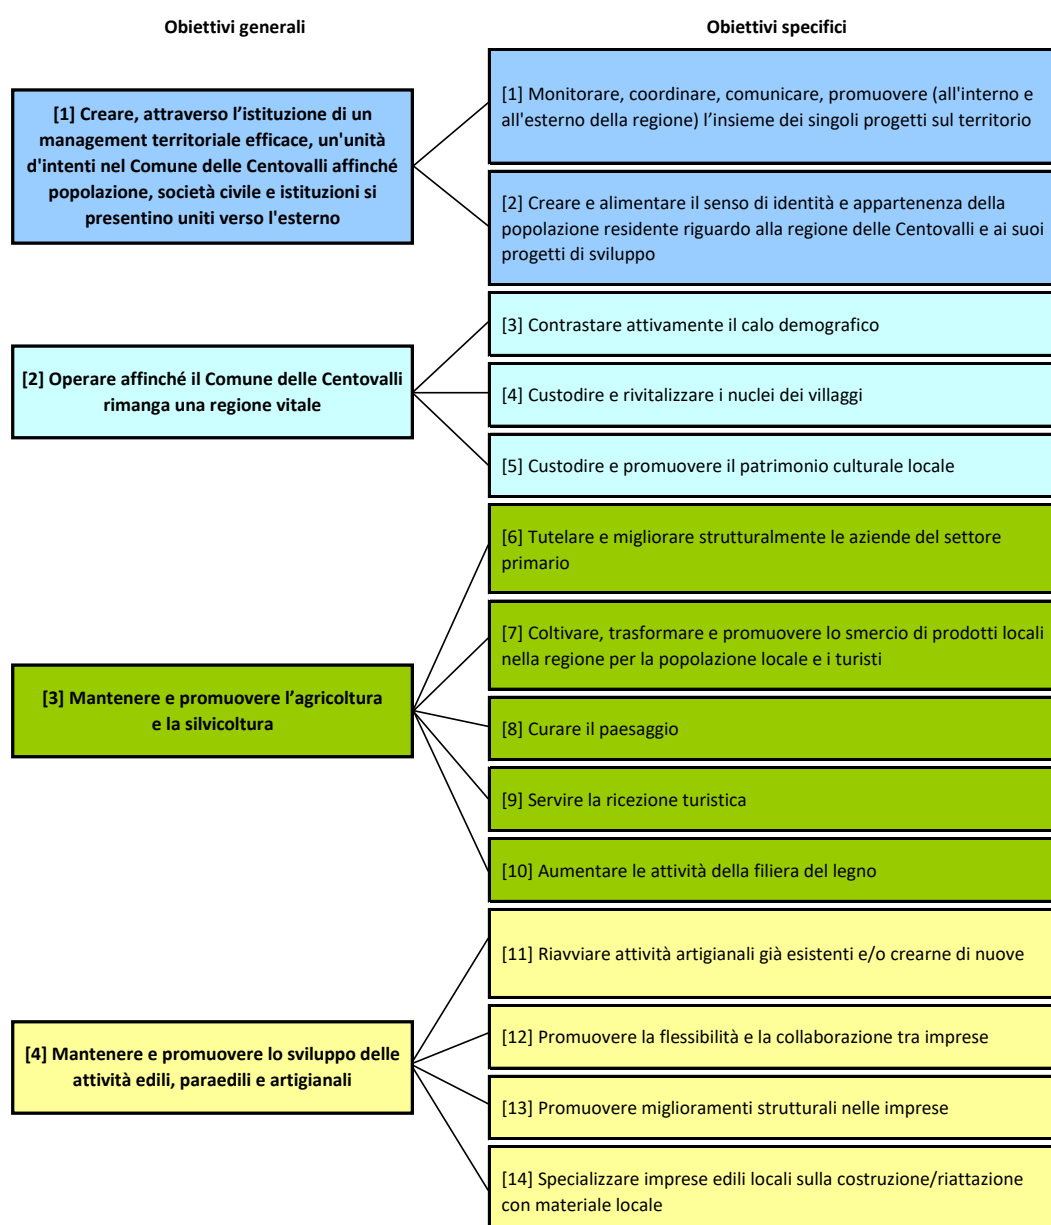 Obiettivi generali
Obiettivi specifici
[1] Creare, attraverso l’istituzione di un
management territoriale efficace, un'unità
d'intenti nel Comune delle Centovalli affinché
popolazione, società civile e istituzioni si
presentino uniti verso l'esterno
[1] Monitorare, coordinare, comunicare, promuovere (all'interno e
all'esterno della regione) l’insieme dei singoli progetti sul territorio
[2] Creare e alimentare il senso di identità e appartenenza della
popolazione residente riguardo alla regione delle Centovalli e ai suoi
progetti di sviluppo
[2] Operare affinché il Comune delle Centovalli
rimanga una regione vitale
[3] Contrastare attivamente il calo demografico
[4] Custodire e rivitalizzare i nuclei dei villaggi
[5] Custodire e promuovere il patrimonio culturale locale
[3] Mantenere e promuovere l’agricoltura
e la silvicoltura
[6] Tutelare e migliorare strutturalmente le aziende del settore
primario
[7] Coltivare, trasformare e promuovere lo smercio di prodotti locali
nella regione per la popolazione locale e i turisti
[8] Curare il paesaggio
[9] Servire la ricezione turistica
[10] Aumentare le attività della filiera del legno
[4] Mantenere e promuovere lo sviluppo delle
attività edili, paraedili e artigianali
[11] Riavviare attività artigianali già esistenti e/o crearne di nuove
[12] Promuovere la flessibilità e la collaborazione tra imprese
[13] Promuovere miglioramenti strutturali nelle imprese
[14] Specializzare imprese edili locali sulla costruzione/riattazione
con materiale locale